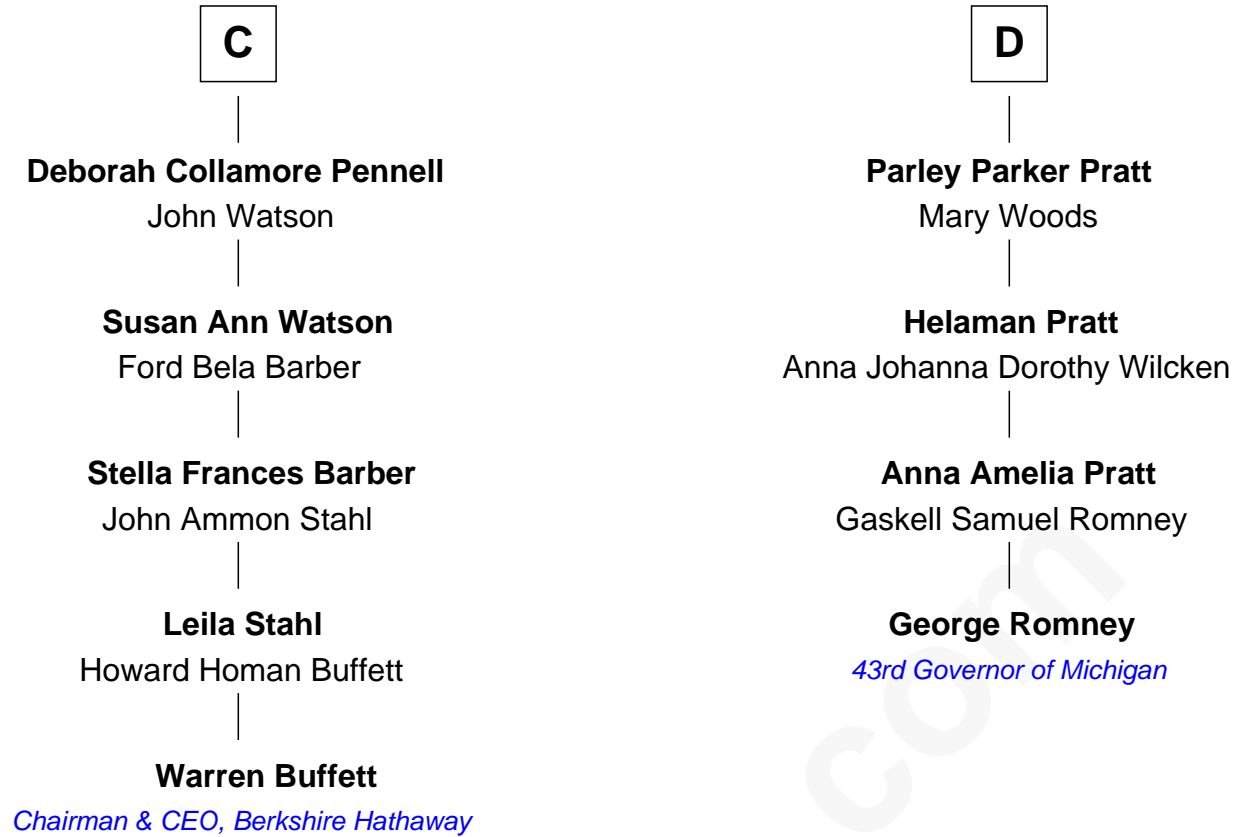 C
Deborah Collamore Pennell
John Watson
Susan Ann Watson
Ford Bela Barber
Stella Frances Barber
John Ammon Stahl
Leila Stahl
Howard Homan Buffett
Warren Buffett
Chairman & CEO, Berkshire Hathaway
D
Parley Parker Pratt
Mary Woods
Helaman Pratt
Anna Johanna Dorothy Wilcken
Anna Amelia Pratt
Gaskell Samuel Romney
George Romney
43rd Governor of Michigan
com